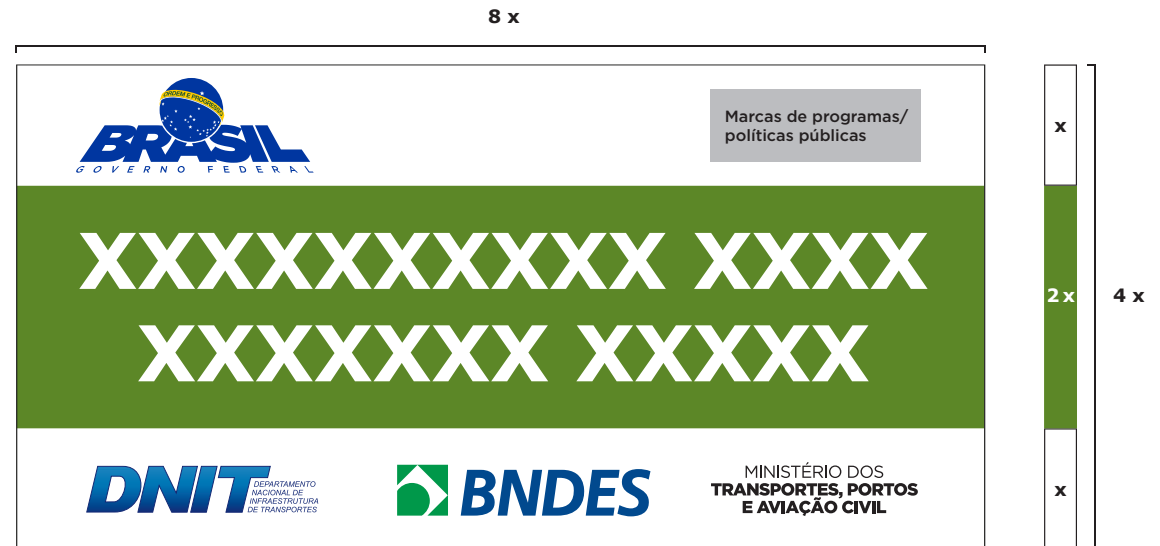 8 x
ORDEM E PROGRESSO
BRASIL
GOVERNO FEDERAL
Marcas de programas/
políticas públicas
x
XXXXXXXXXXX XXXX
XXXXXXX XXXXX
2 x
4 x
DNIT
DEPARTAMENTO
NACIONAL DE
INFRAESTRUTURA
DE TRANSPORTES
BNDES
MINISTÉRIO DOS
TRANSPORTES, PORTOS
E AVIAÇÃO CIVIL
x